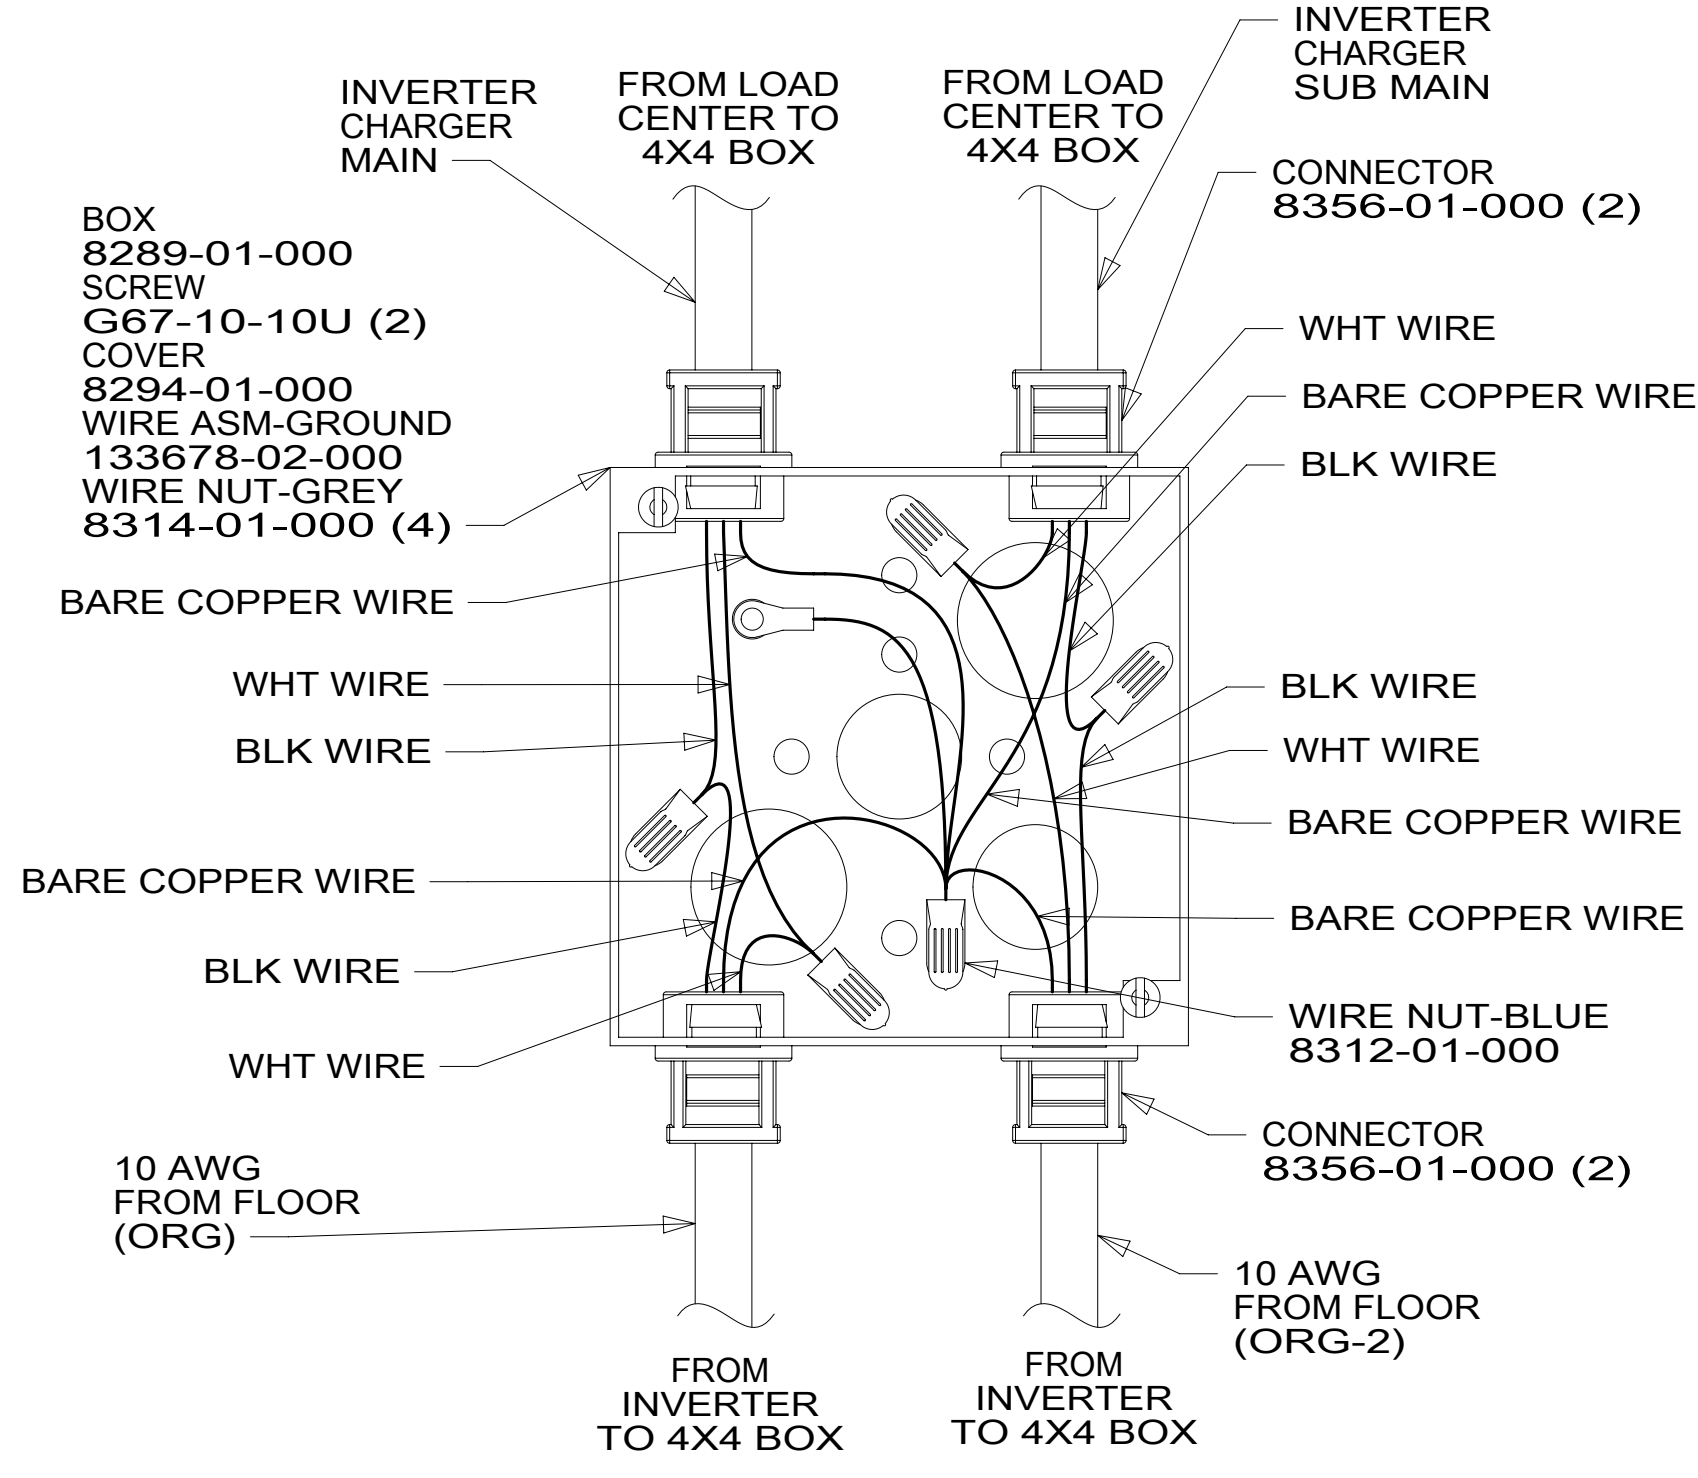 INVERTER
CHARGER
SUB MAIN
INVERTER
CHARGER
MAIN
FROM LOAD
CENTER TO
4X4 BOX
FROM LOAD
CENTER TO
4X4 BOX
CONNECTOR
8356-01-000 (2)
BOX
8289-01-000
SCREW
G67-10-10U (2)
COVER
8294-01-000
WIRE ASM-GROUND
133678-02-000
WIRE NUT-GREY
8314-01-000 (4)
WHT WIRE
BARE COPPER WIRE
BLK WIRE
BARE COPPER WIRE
WHT WIRE
BLK WIRE
BARE COPPER WIRE
BLK WIRE
WHT WIRE
BLK WIRE
WHT WIRE
BARE COPPER WIRE
BARE COPPER WIRE
WIRE NUT-BLUE
8312-01-000
CONNECTOR
8356-01-000 (2)
10 AWG
FROM FLOOR
(ORG)
10 AWG
FROM FLOOR
(ORG-2)
FROM
INVERTER
TO 4X4 BOX
FROM
INVERTER
TO 4X4 BOX